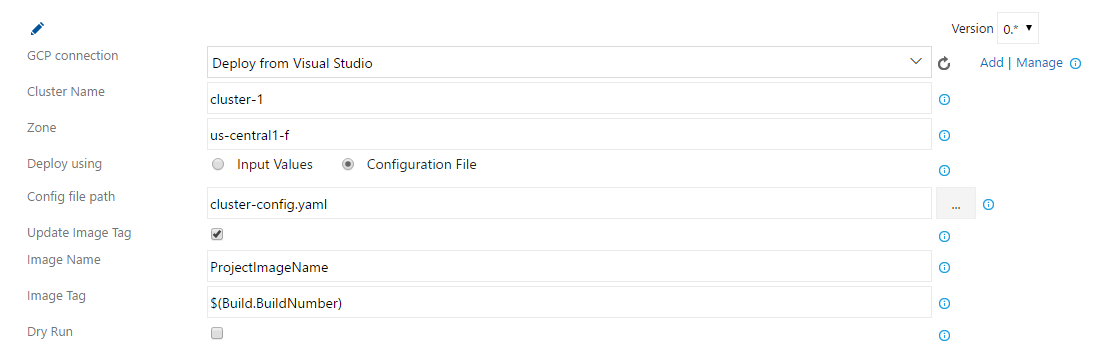 Version 0.*
GCP connection Deploy from Visual Studio Add | Manage
Cluster Name cluster-1
Zone us-central1-f
Deploy using Input Values Configuration File
Config file path cluster-config.yaml ...
Update Image Tag
Image Name ProjectImageName
Image Tag $(Build.BuildNumber)
Dry Run